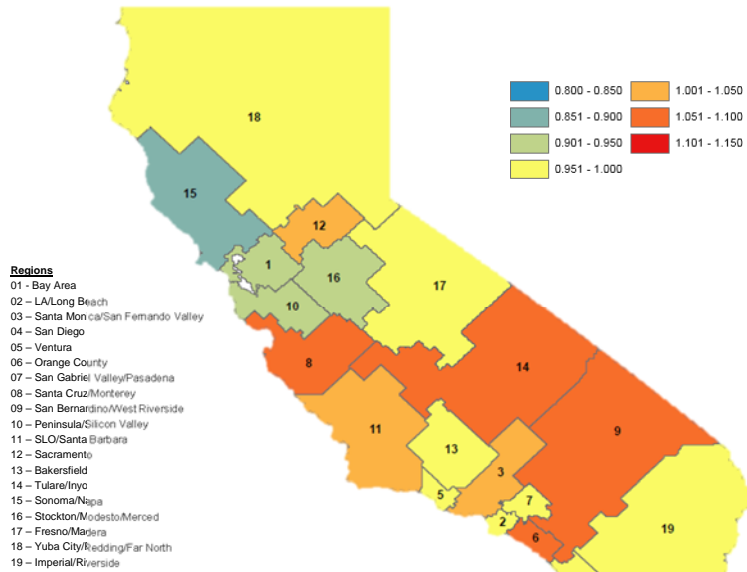 0.800 - 0.850
1.001 - 1.050
0.851 - 0.900
1.051 - 1.100
0.901 - 0.950
1.101 - 1.150
0.951 - 1.000
18
15
12
1
16
17
10
8
14
9
11
13
3
5
7
2
6
19
Regions
01 - Bay Area
02 – LA/Long Beach
03 – Santa Monica/San Fernando Valley
04 – San Diego
05 – Ventura
06 – Orange County
07 – San Gabriel Valley/Pasadena
08 – Santa Cruz/Monterey
09 – San Bernardino/West Riverside
10 – Peninsula/Silicon Valley
11 – SLO/Santa Barbara
12 – Sacramento
13 – Bakersfield
14 – Tulare/Inyo
15 – Sonoma/Napa
16 – Stockton/Modesto/Merced
17 – Fresno/Madera
18 – Yuba City/Redding/Far North
19 – Imperial/Riverside